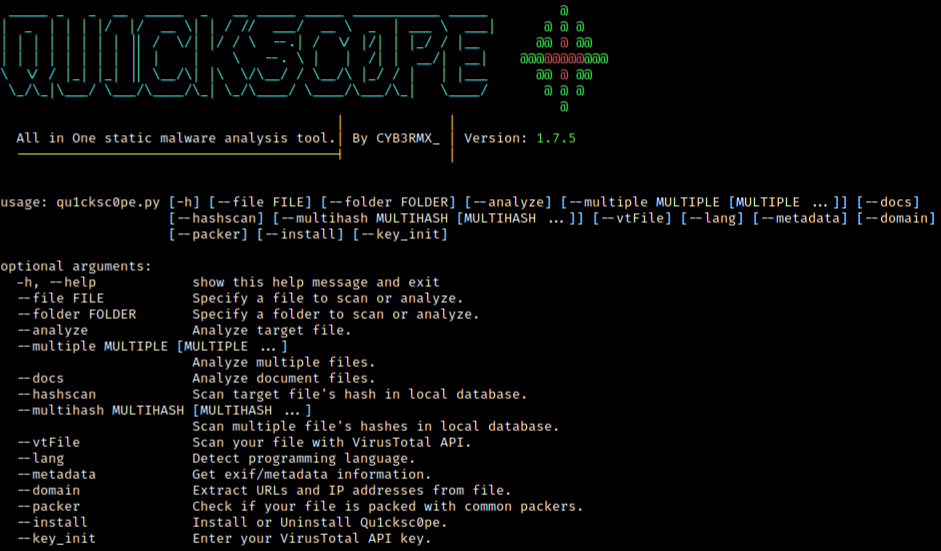 QU1CKSC0PE
All in One static malware analysis tool. | By CYB3RMX_ | Version: 1.7.5
usage: qu1cksc0pe.py [-h] [--file FILE] [--folder FOLDER] [--analyze] [--multiple MULTIPLE [MULTIPLE ...]] [--docs]
[--hashscan] [--multihash MULTIHASH [MULTIHASH ...]] [--vtFile] [--lang] [--metadata] [--domain]
[--packer] [--install] [--key_init]
optional arguments:
-h, --help show this help message and exit
--file FILE Specify a file to scan or analyze.
--folder FOLDER Specify a folder to scan or analyze.
--analyze Analyze target file.
--multiple MULTIPLE [MULTIPLE ...]
Analyze multiple files.
--docs Analyze document files.
--hashscan Scan target file's hash in local database.
--multihash MULTIHASH [MULTIHASH ...]
Scan multiple file's hashes in local database.
--vtFile Scan your file with VirusTotal API.
--lang Detect programming language.
--metadata Get exif/metadata information.
--domain Extract URLs and IP addresses from file.
--packer Check if your file is packed with common packers.
--install Install or Uninstall Qu1cksc0pe.
--key_init Enter your VirusTotal API key.